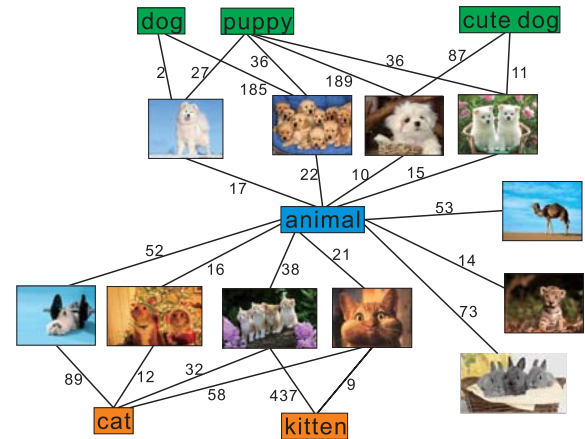 dog puppy cute dog
2 27 36 36 87
185 189 11
17 22 10 15
animal
53
52 16 38 21 14
73
89 12 32 58 437 9
cat kitten